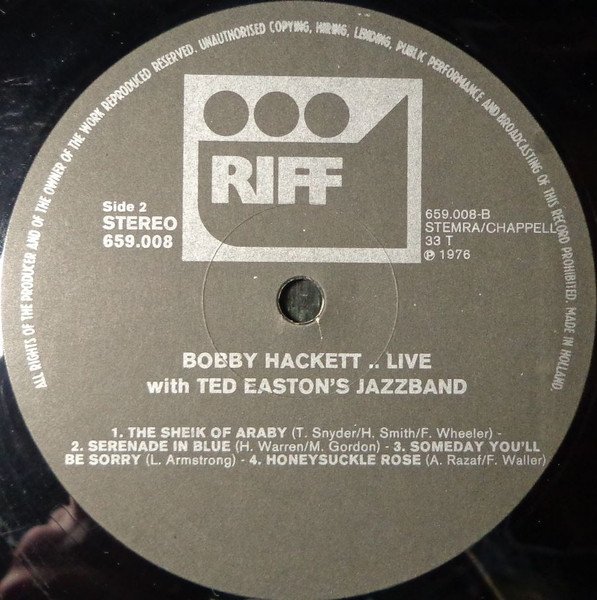 ALL RIGHTS OF THE PRODUCER AND OF THE OWNER OF THE WORK REPRODUCED RESERVED. UNAUTHORISED COPYING, HIRING, LENDING, PUBLIC PERFORMANCE AND BROADCASTING OF THIS RECORD PROHIBITED. MADE IN HOLLAND.
RIFF
Side 2
STEREO
659.008
659.008-B
STEMRA/CHAPPELL
33 T
℗ 1976
BOBBY HACKETT .. LIVE
with TED EASTON'S JAZZBAND
1. THE SHEIK OF ARABY (T. Snyder/H. Smith/F. Wheeler) -
2. SERENADE IN BLUE (H. Warren/M. Gordon) - 3. SOMEDAY YOU'LL
BE SORRY (L. Armstrong) - 4. HONEYSUCKLE ROSE (A. Razaf/F. Waller)